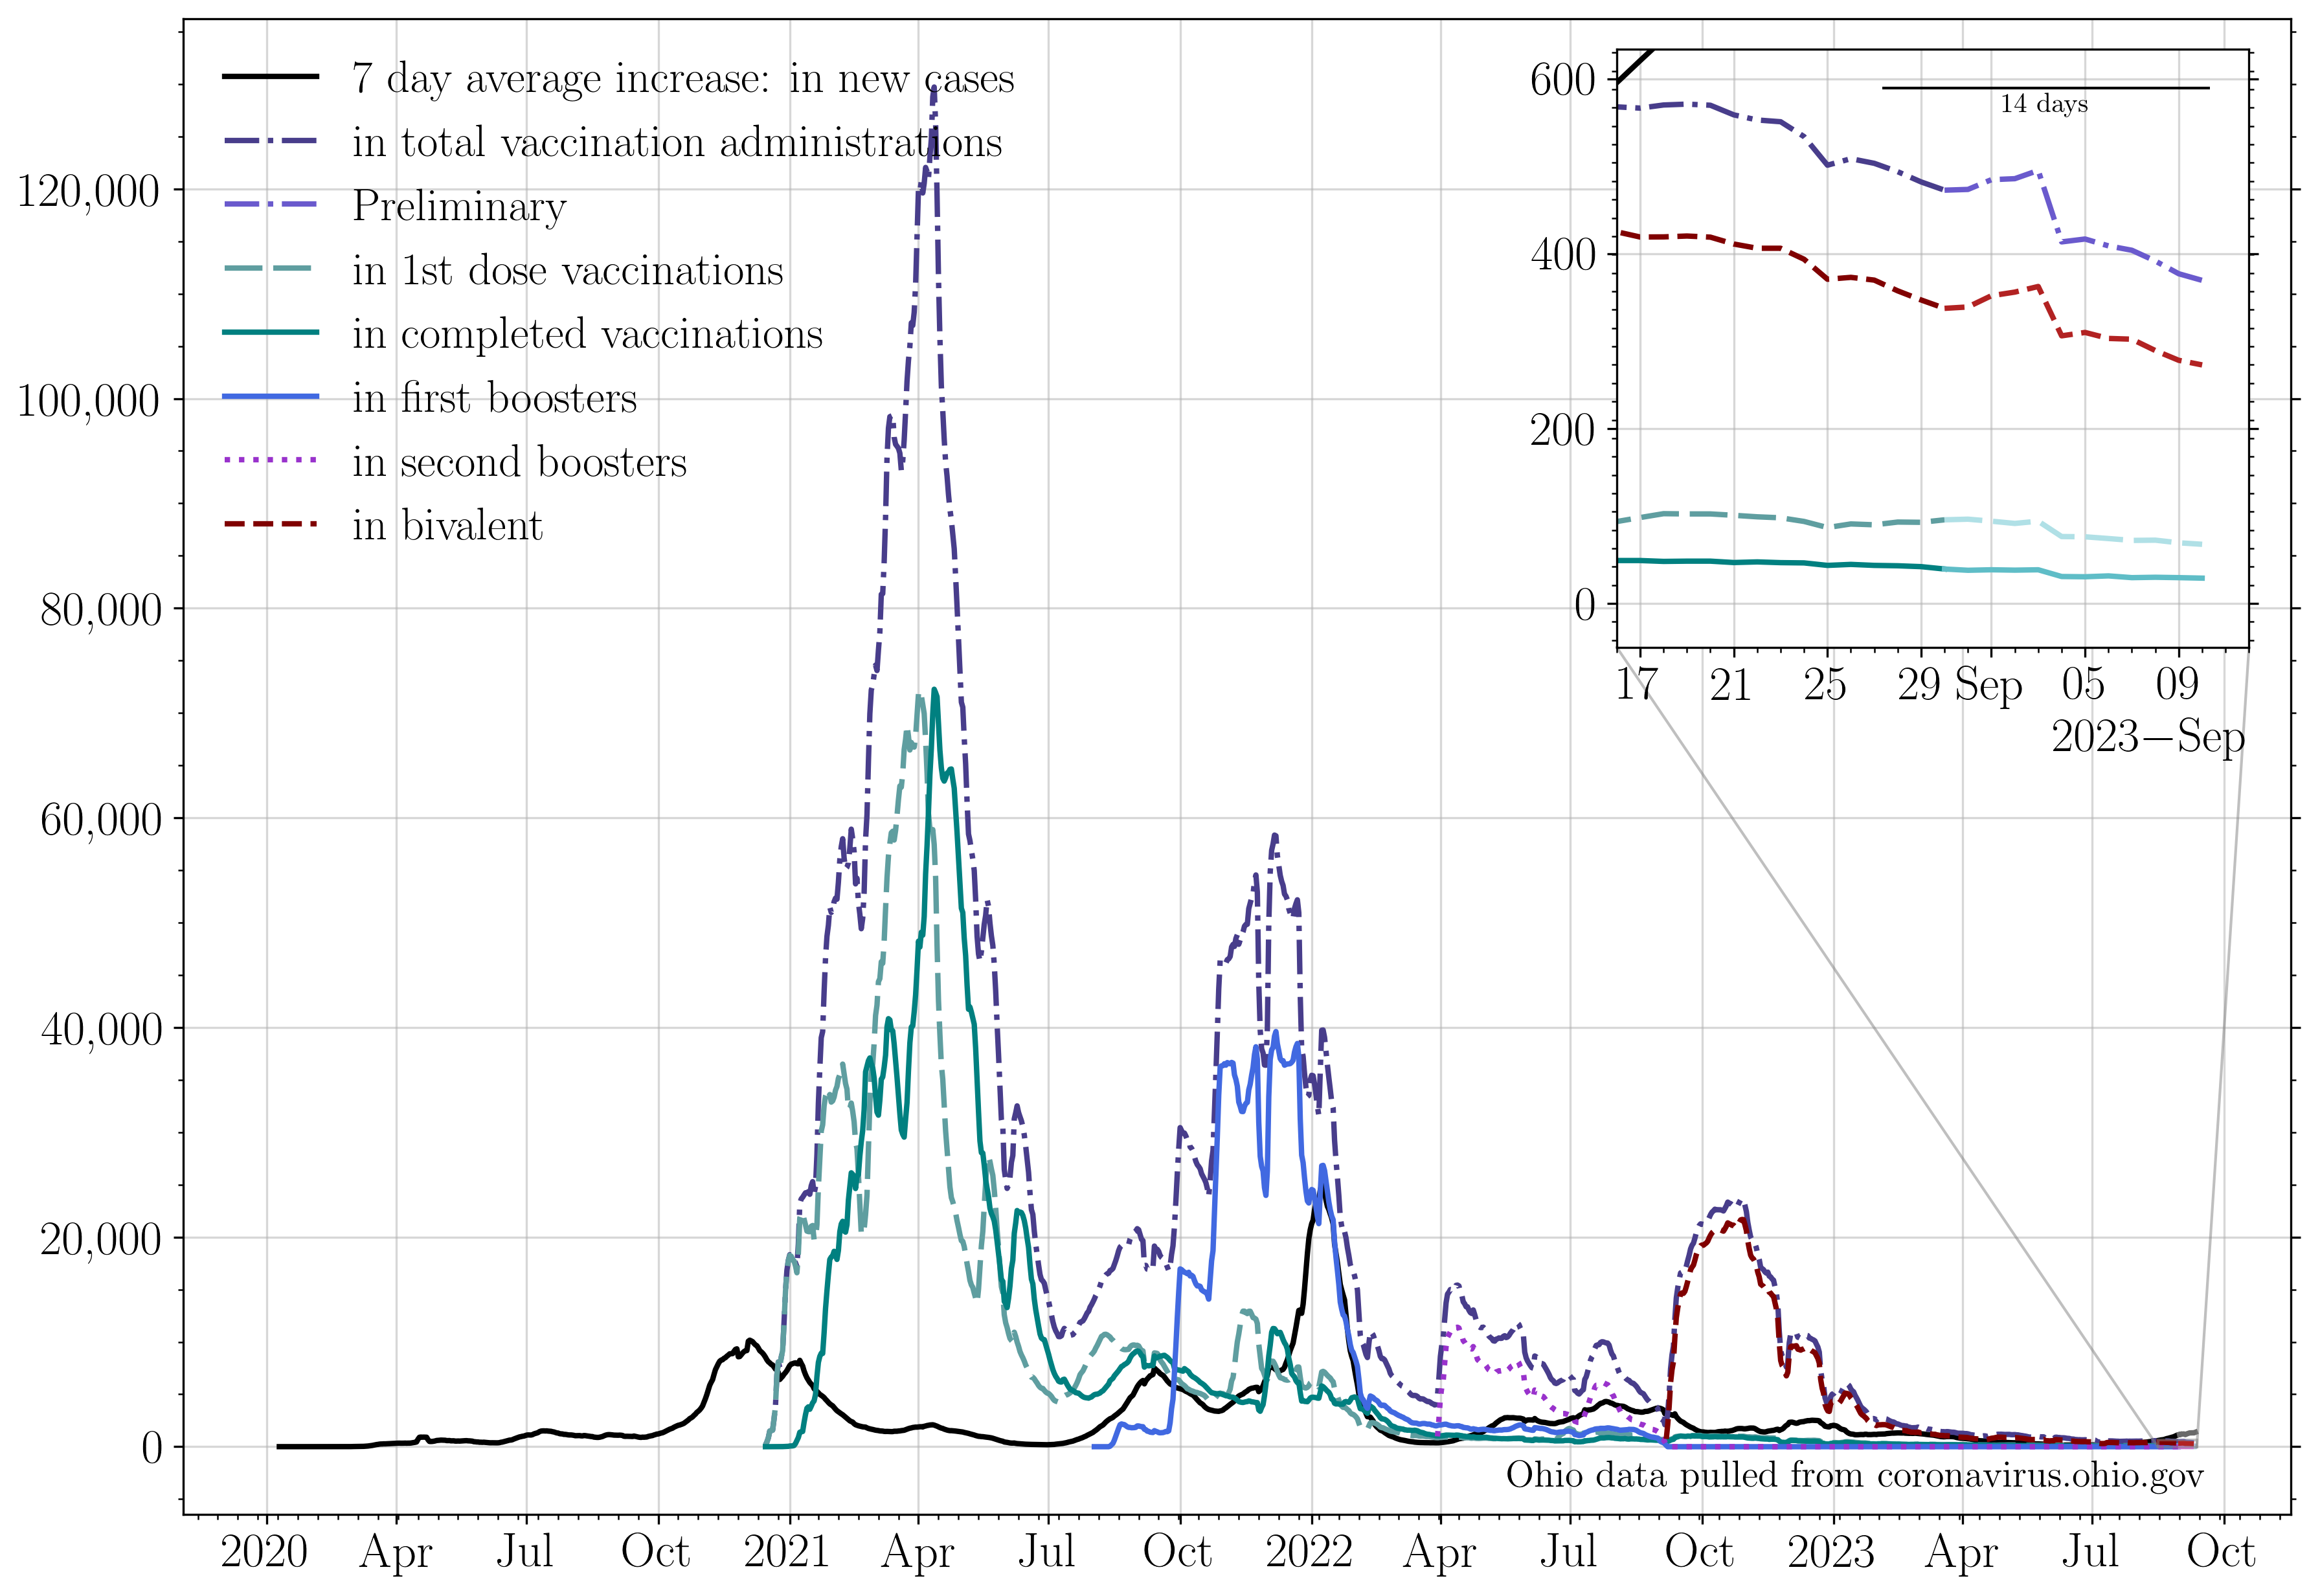 7 day average increase: in new cases
in total vaccination administrations
Preliminary
in 1st dose vaccinations
in completed vaccinations
in first boosters
in second boosters
in bivalent
120,000
100,000
80,000
60,000
40,000
20,000
0
600
400
200
0
14 days
17 21 25 29 Sep 05 09
2023−Sep
Ohio data pulled from coronavirus.ohio.gov
2020 Apr Jul Oct 2021 Apr Jul Oct 2022 Apr Jul Oct 2023 Apr Jul Oct